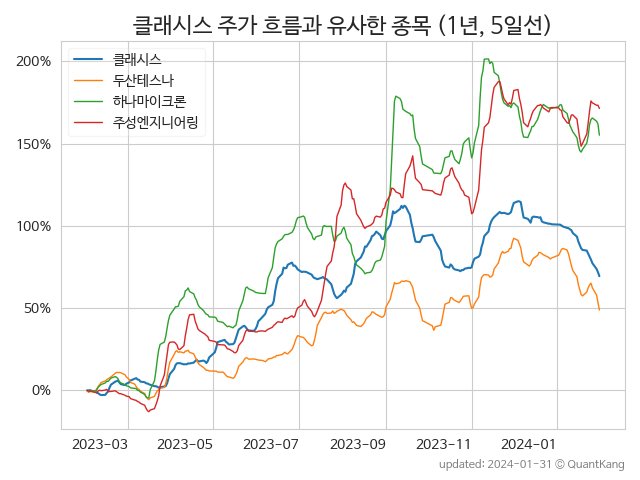 클래시스 주가 흐름과 유사한 종목 (1년, 5일선)
클래시스
두산테스나
하나마이크론
주성엔지니어링
200%
150%
100%
50%
0%
2023-03 2023-05 2023-07 2023-09 2023-11 2024-01
updated: 2024-01-31 © QuantKang